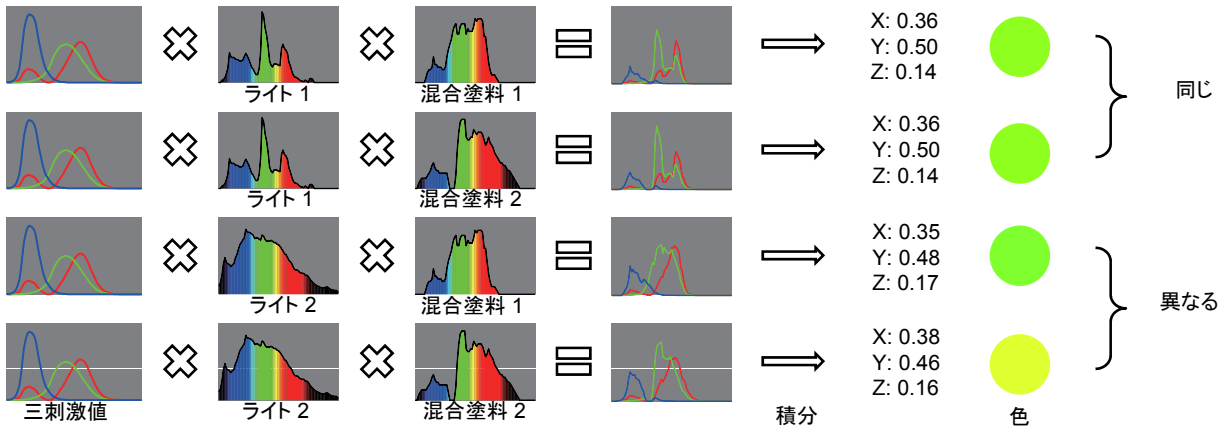 X: 0.36
Y: 0.50
Z: 0.14
ライト 1
混合塗料 1
同じ
X: 0.36
Y: 0.50
Z: 0.14
ライト 1
混合塗料 2
X: 0.35
Y: 0.48
Z: 0.17
ライト 2
混合塗料 1
異なる
X: 0.38
Y: 0.46
Z: 0.16
三刺激値
ライト 2
混合塗料 2
積分
色